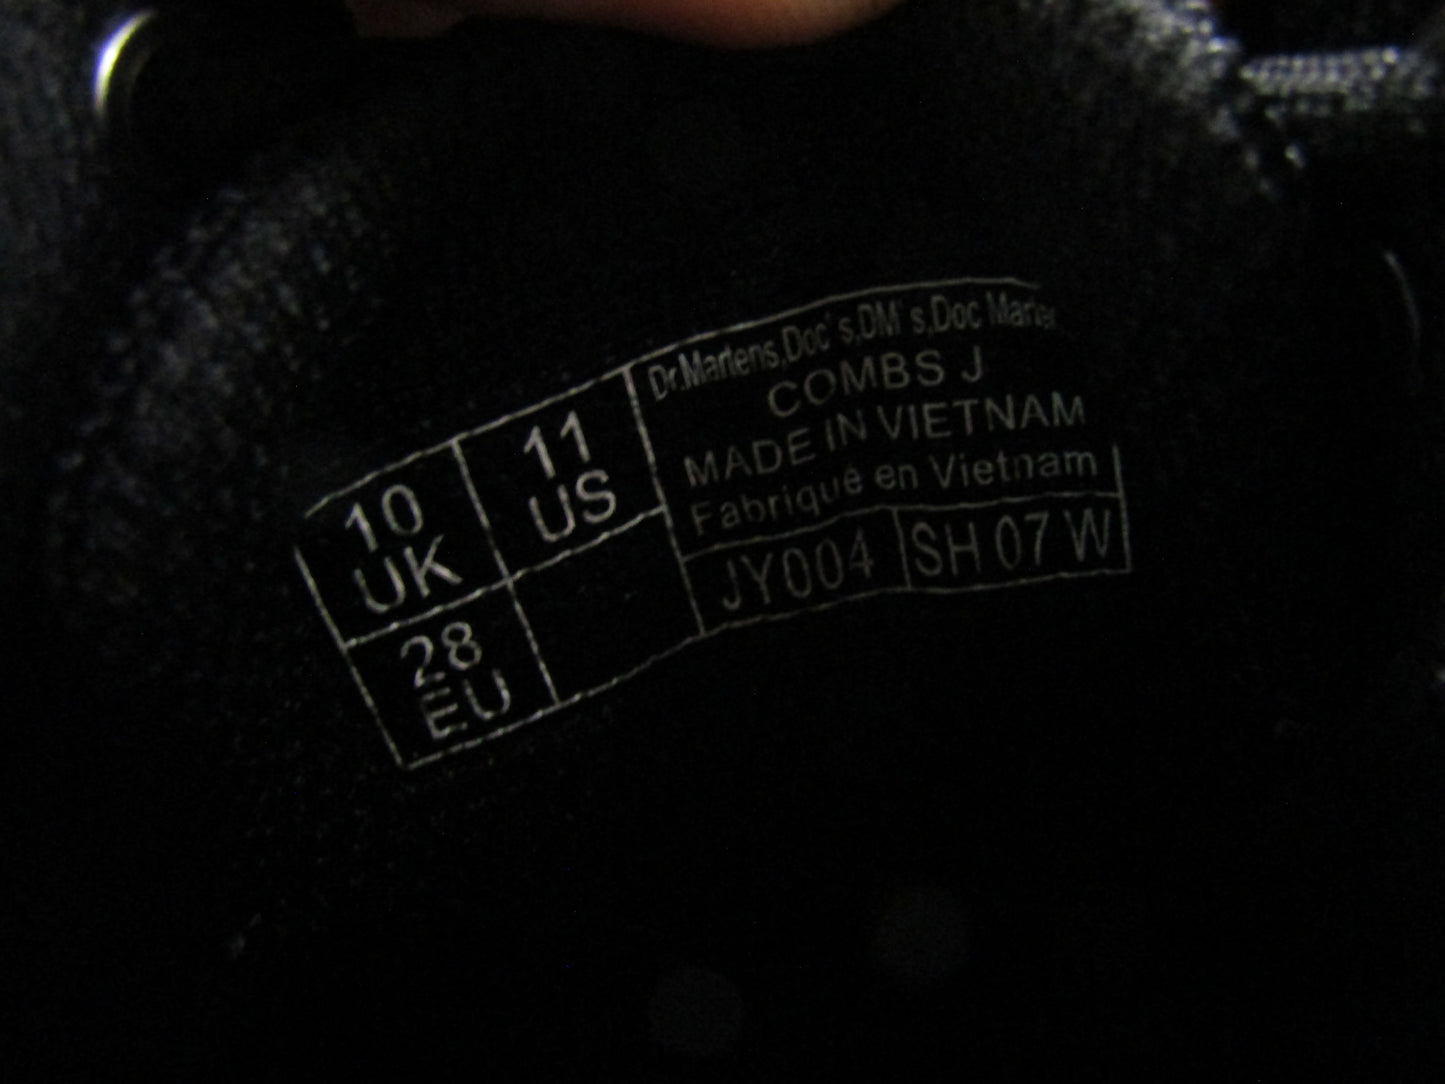 10
UK
11
US
28
EU
Dr.Martens,Doc's,DM's,Doc Marten
COMBS J
MADE IN VIETNAM
Fabriqué en Vietnam
JY004
SH 07 W